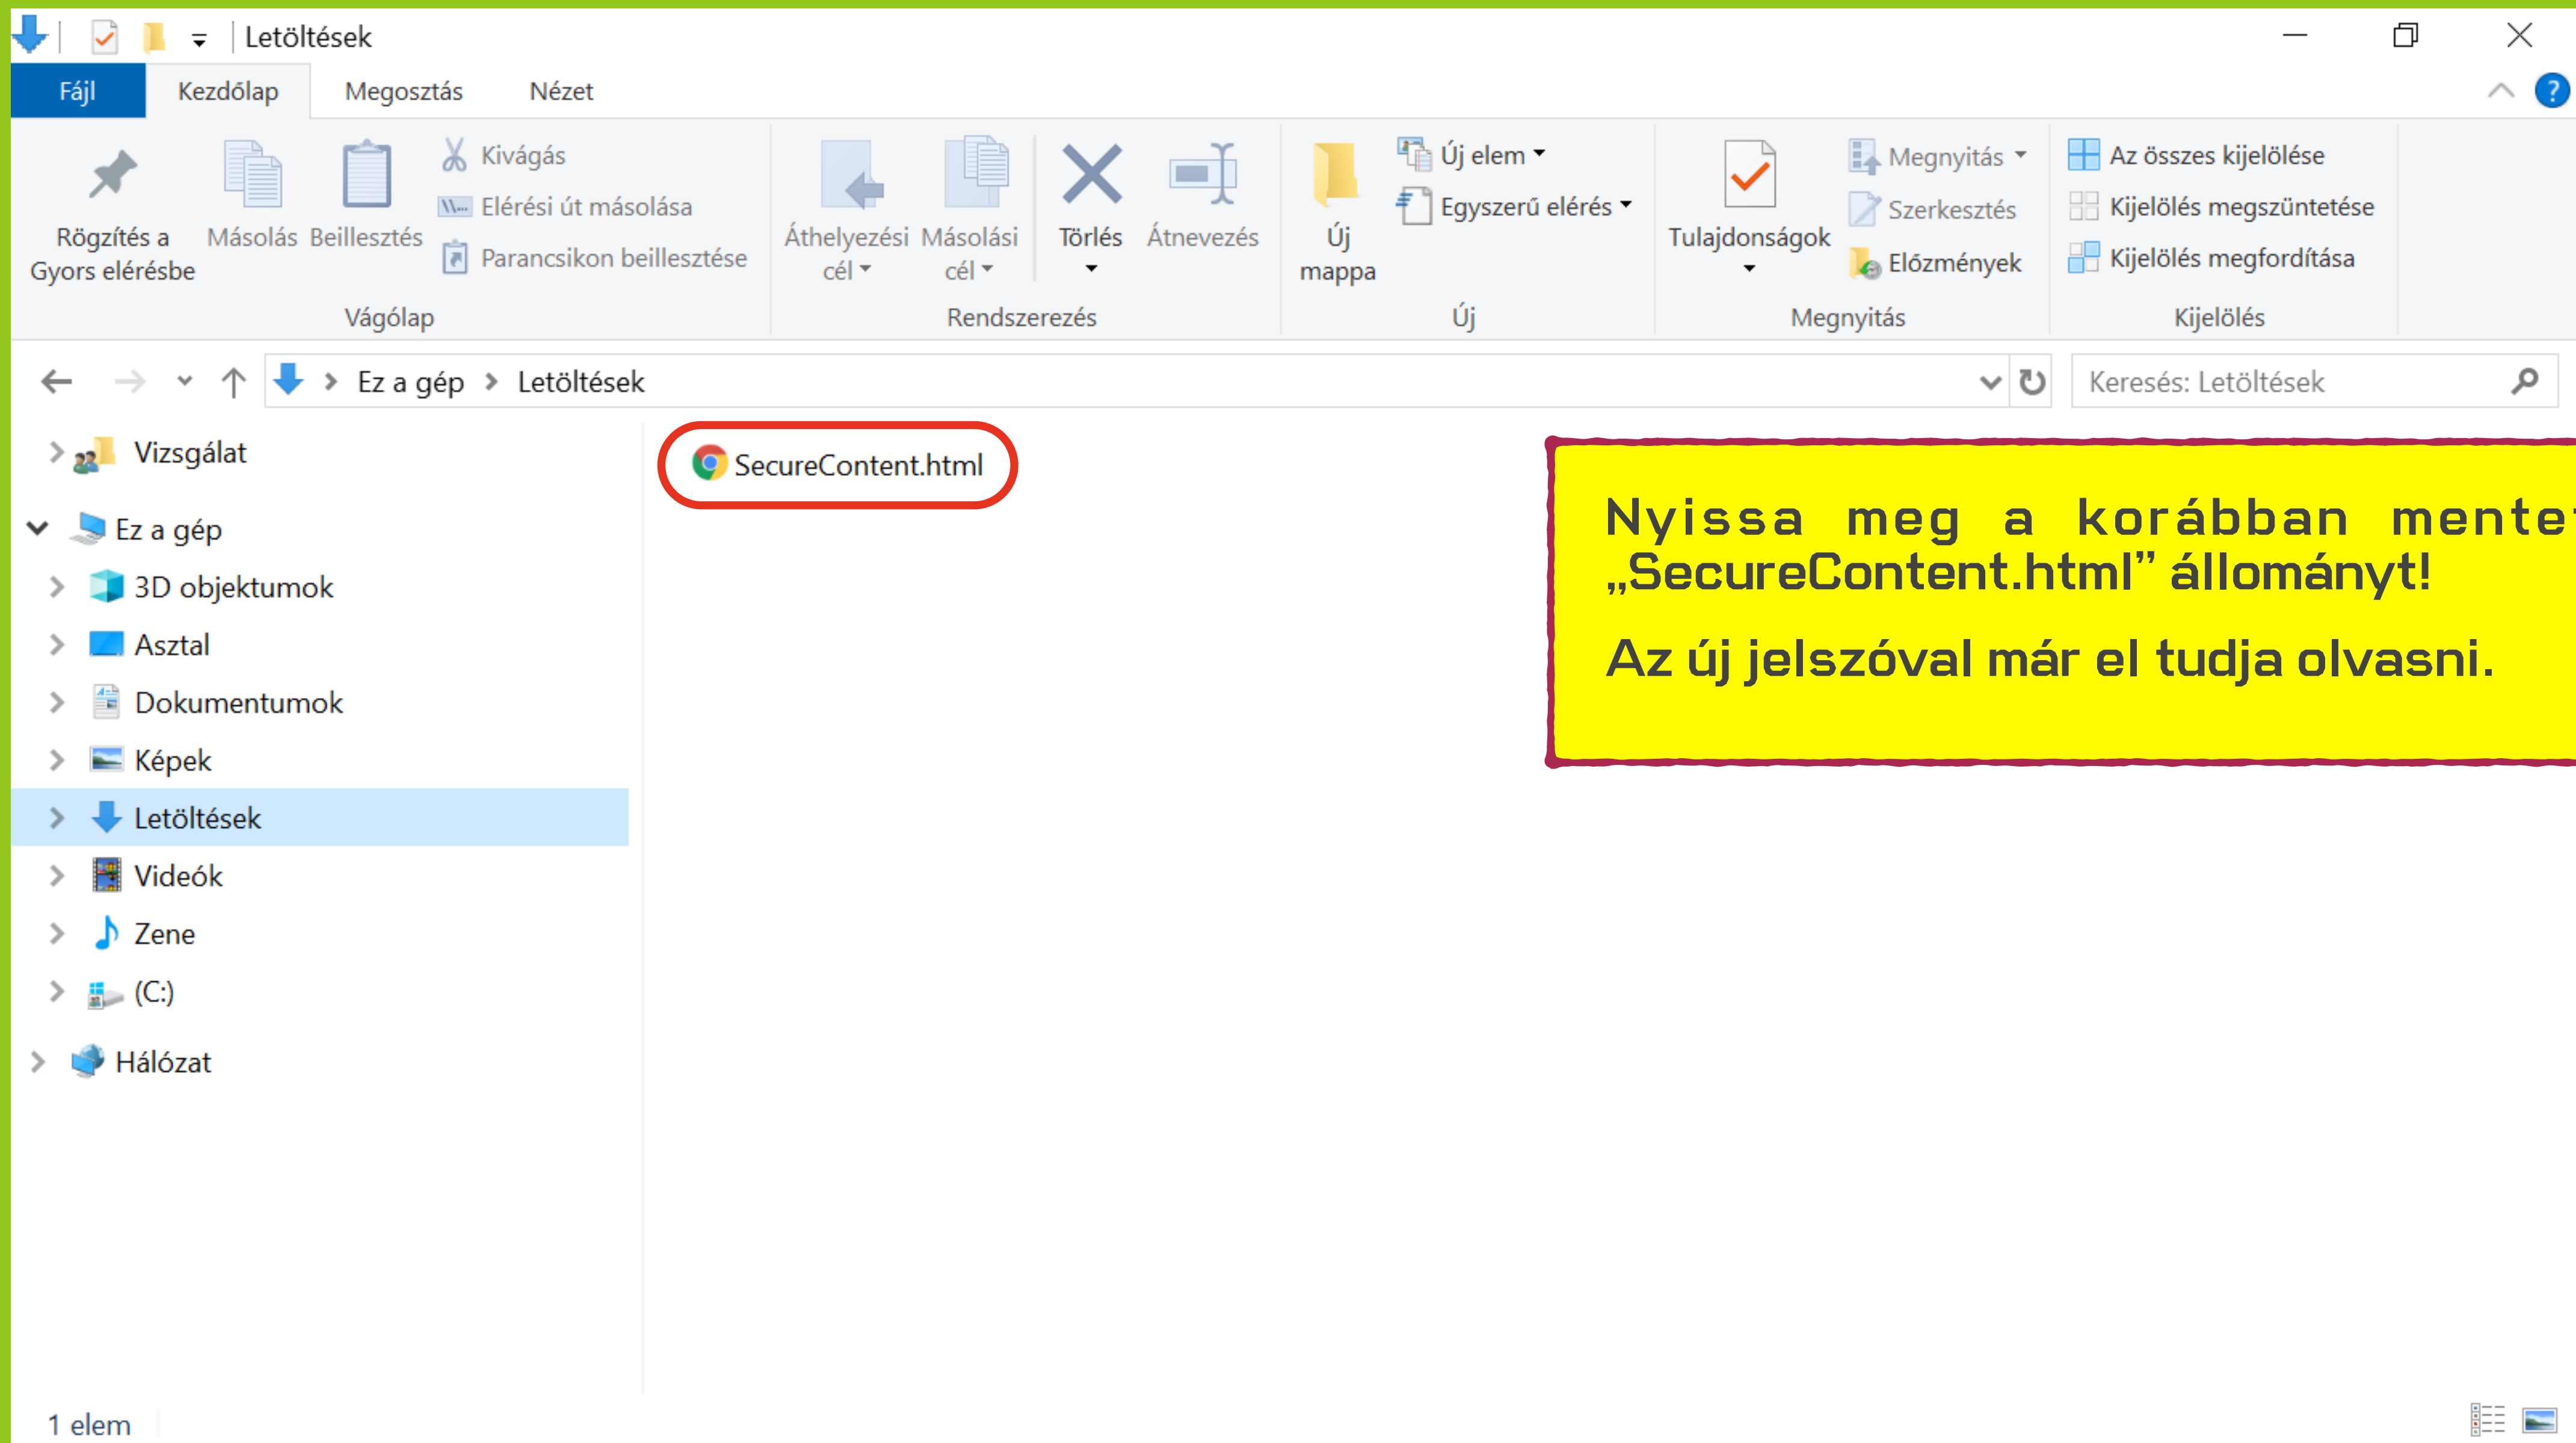 Letöltések
Fájl Kezdőlap Megosztás Nézet
Rögzítés a
Gyors elérésbe
Másolás
Beillesztés
Kivágás
Elérési út másolása
Parancsikon beillesztése
Vágólap
Áthelyezési
cél
Másolási
cél
Törlés
Átnevezés
Rendszerezés
Új
mappa
Új elem
Egyszerű elérés
Új
Tulajdonságok
Megnyitás
Szerkesztés
Előzmények
Megnyitás
Az összes kijelölése
Kijelölés megszüntetése
Kijelölés megfordítása
Kijelölés
Ez a gép > Letöltések
Keresés: Letöltések
Vizsgálat
Ez a gép
3D objektumok
Asztal
Dokumentumok
Képek
Letöltések
Videók
Zene
(C:)
Hálózat
SecureContent.html
Nyissa meg a korábban
„SecureContent.html” állományt!
Az új jelszóval már el tudja olvasni.
1 elem